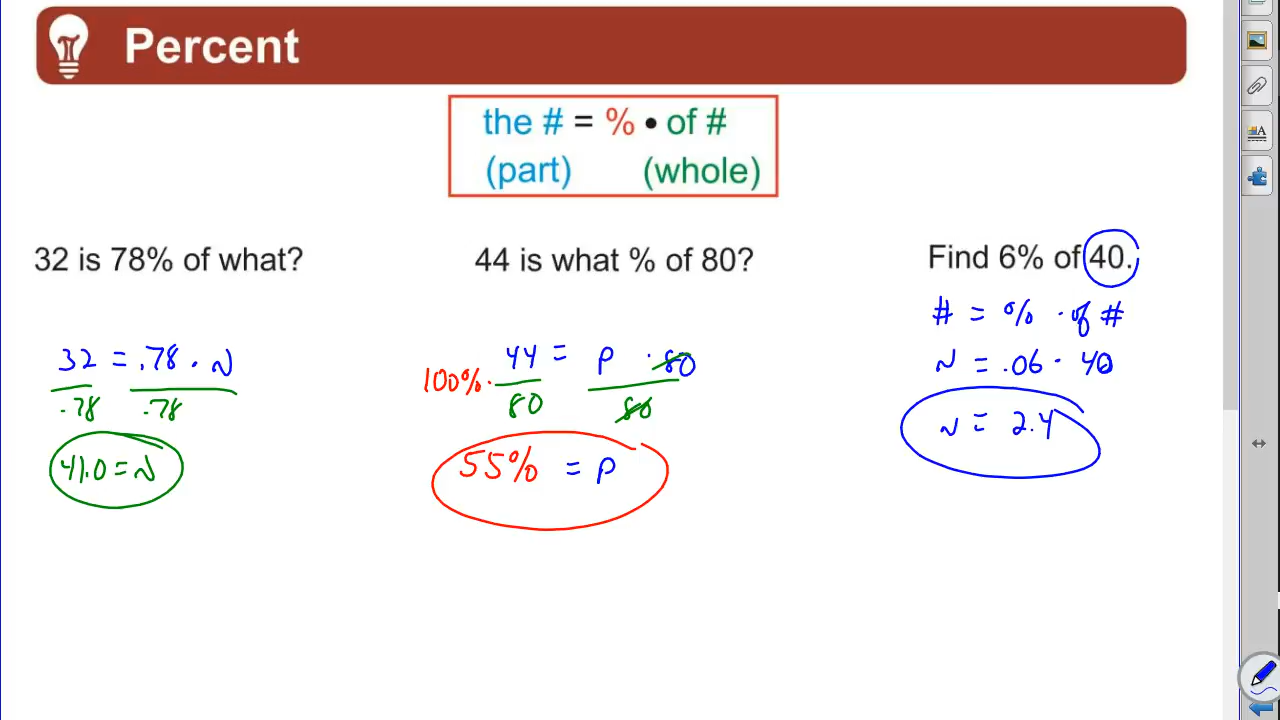 Percent
the # = % • of #
(part) (whole)
32 is 78% of what?
32 = .78 · N
.78 .78
41.0 = N
44 is what % of 80?
44 = P · 80
100% ·
80 80
55% = P
Find 6% of 40.
# = % · of #
N = .06 · 40
N = 2.4